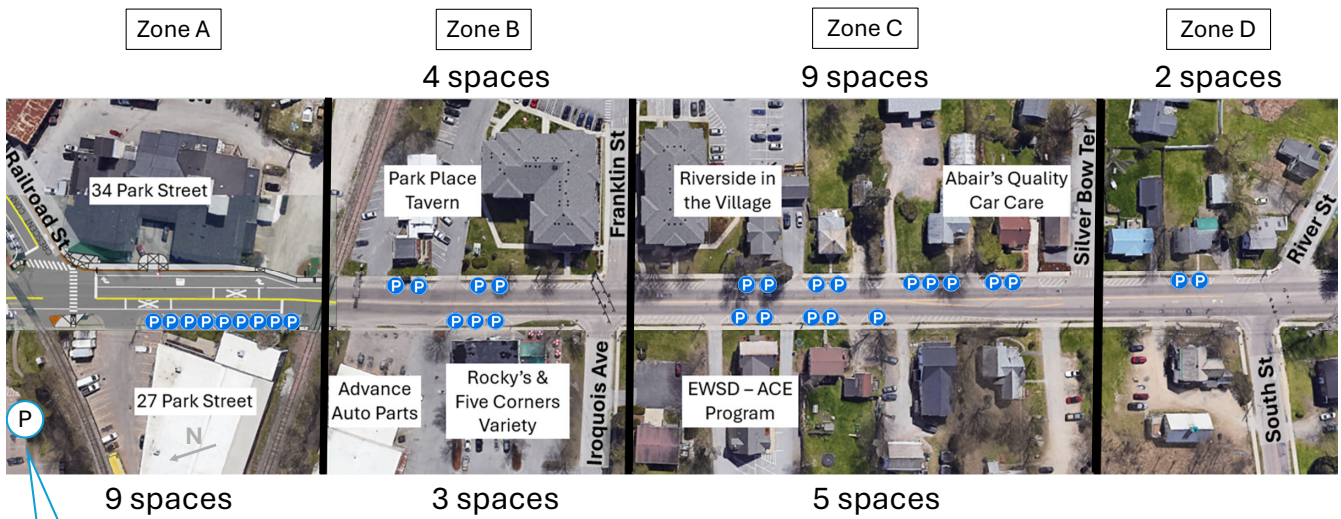 Zone A
Zone B
Zone C
Zone D
4 spaces
9 spaces
2 spaces
Railroad St
34 Park Street
Park Place
Tavern
Franklin St
Riverside in
the Village
Abair's Quality
Car Care
Silver Bow Ter
River St
P P
P P
P P
P P
P P P
P P
P P
P P P P P P P P P
P P P
P P
P P
P
27 Park Street
N
P
Advance
Auto Parts
Rocky's &
Five Corners
Variety
Iroquois Ave
EWSD – ACE
Program
South St
9 spaces
3 spaces
5 spaces